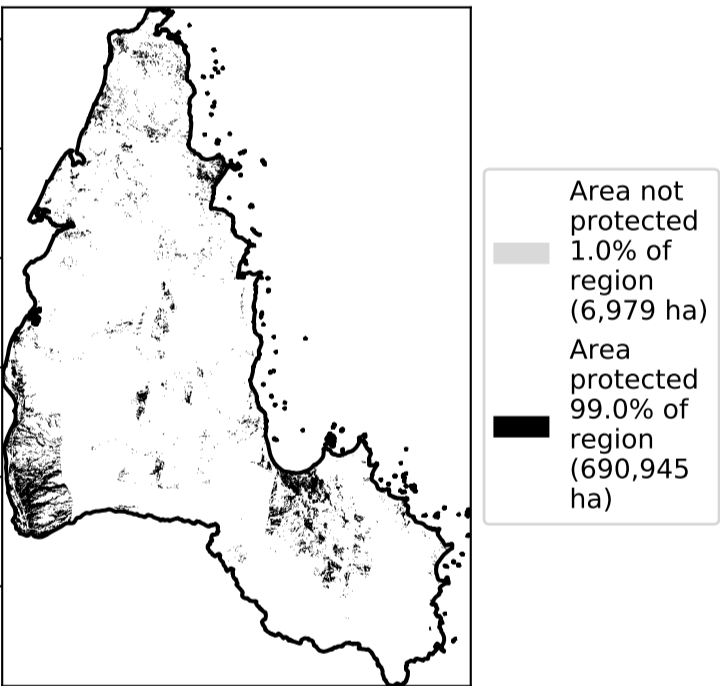 Area not
protected
1.0% of
region
(6,979 ha)
Area
protected
99.0% of
region
(690,945
ha)